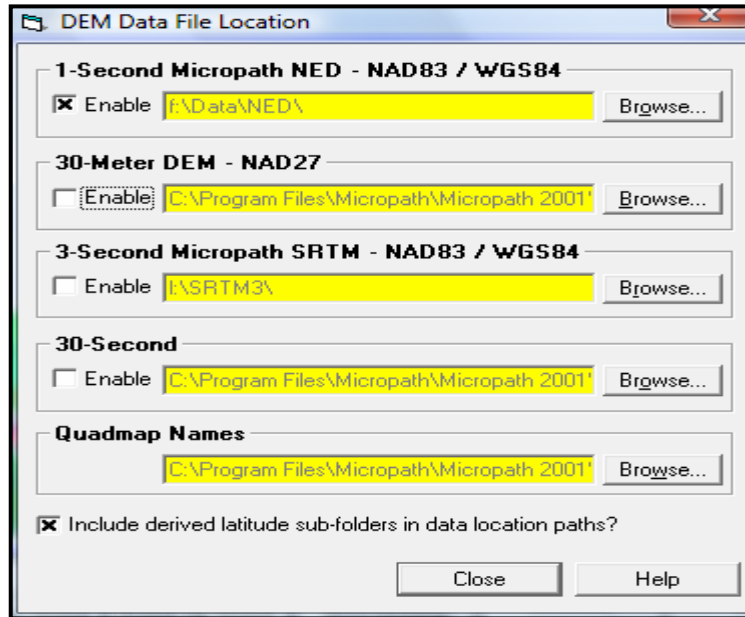 DEM Data File Location
1-Second Micropath NED - NAD83 / WGS84
Enable f:\Data\NED\ Browse...
30-Meter DEM - NAD27
Enable C:\Program Files\Micropath\Micropath 2001' Browse...
3-Second Micropath SRTM - NAD83 / WGS84
Enable I:\SRTM3\ Browse...
30-Second
Enable C:\Program Files\Micropath\Micropath 2001' Browse...
Quadmap Names
C:\Program Files\Micropath\Micropath 2001' Browse...
Include derived latitude sub-folders in data location paths?
Close Help